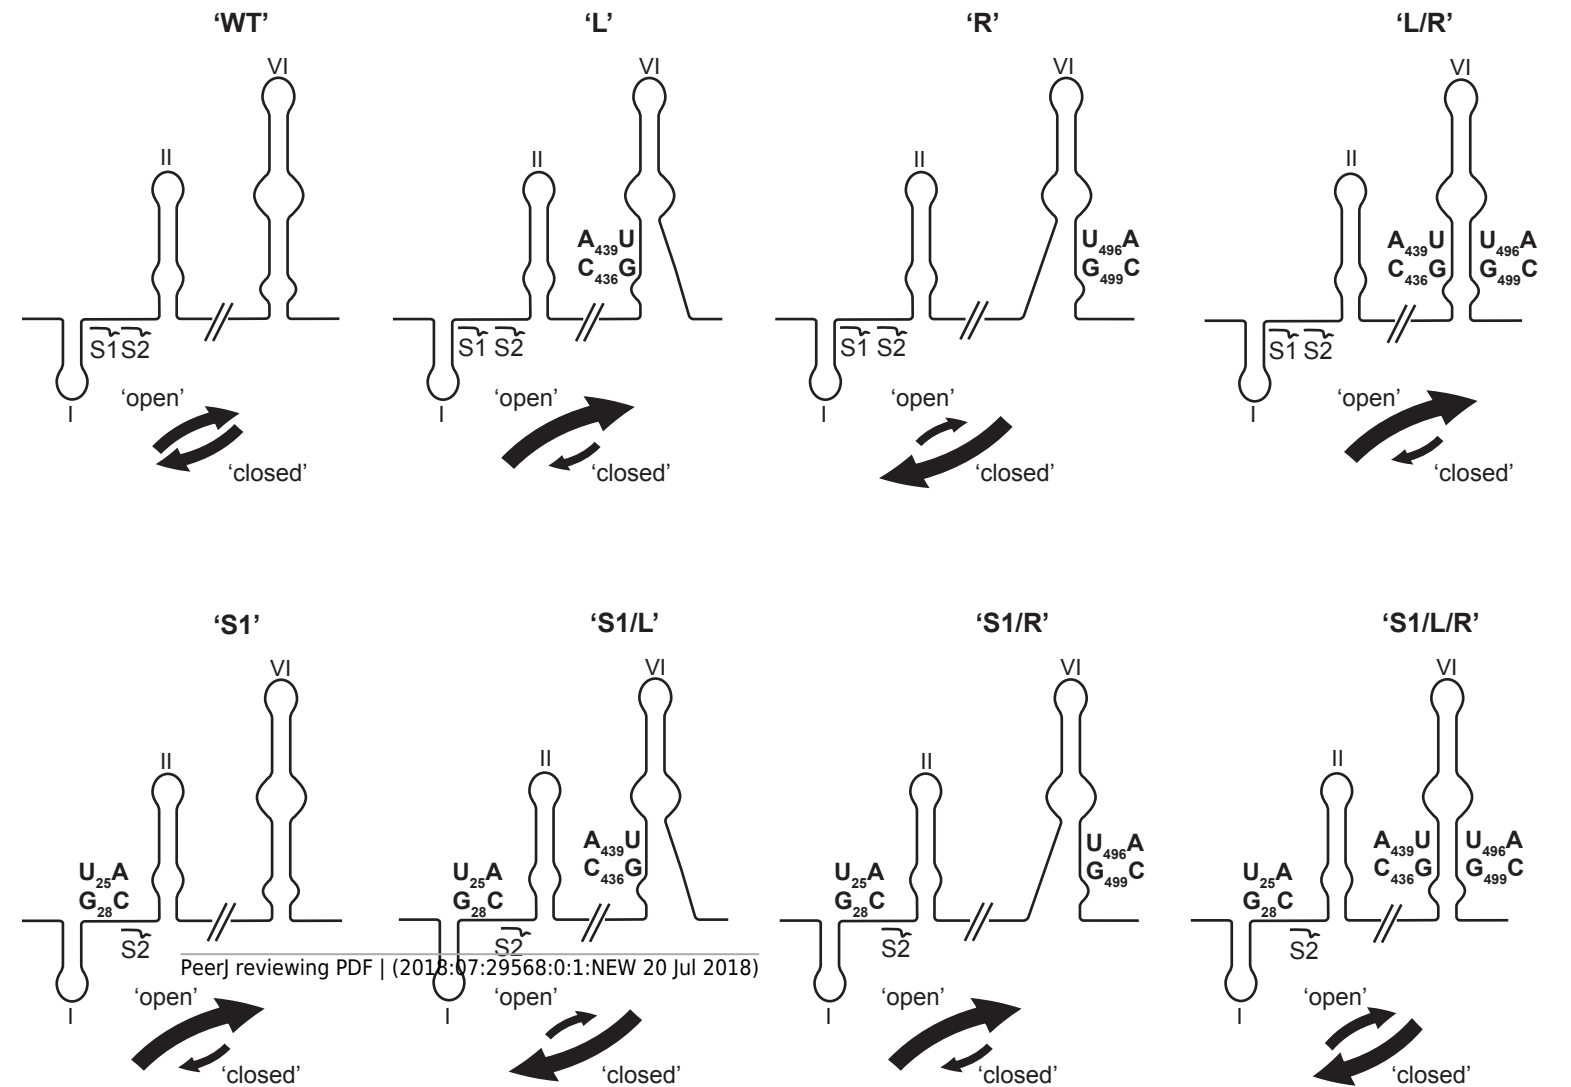 ‘WT’ ‘L’ ‘R’ ‘L/R’
VI VI VI VI
II II II II
A439U U496A A439U U496A
C436G G499C C436G G499C
S1 S2 S1 S2 S1 S2 S1 S2
I I I I
‘open’ ‘open’ ‘open’ ‘open’
‘closed’ ‘closed’ ‘closed’ ‘closed’
‘S1’ ‘S1/L’ ‘S1/R’ ‘S1/L/R’
VI VI VI VI
II II II II
A439U U496A A439U U496A
C436G G499C C436G G499C
U25A U25A U25A U25A
G28C G28C G28C G28C
S2 S2 S2 S2
PeerJ reviewing PDF | (2018:07:29568:0:1:NEW 20 Jul 2018)
‘open’ ‘open’ ‘open’ ‘open’
I I I I
‘closed’ ‘closed’ ‘closed’ ‘closed’